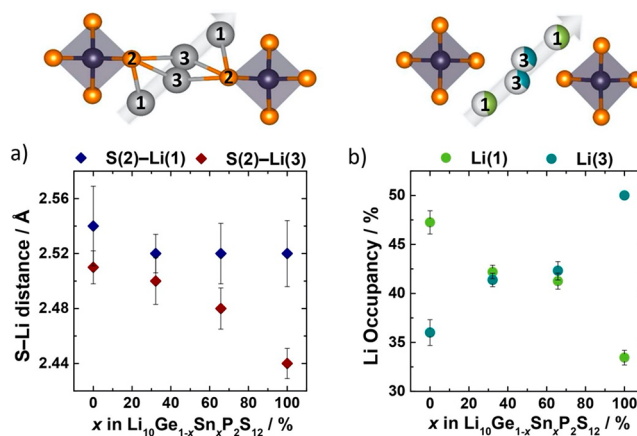 1
2
3
3
2
1
1
3
3
1
a)
S(2)–Li(1)
S(2)–Li(3)
S–Li distance / Å
2.56
2.52
2.48
2.44
0 20 40 60 80 100
x in Li10Ge1-xSnxP2S12 / %
b)
Li(1)
Li(3)
Li Occupancy / %
50
45
40
35
30
25
0 20 40 60 80 100
x in Li10Ge1-xSnxP2S12 / %